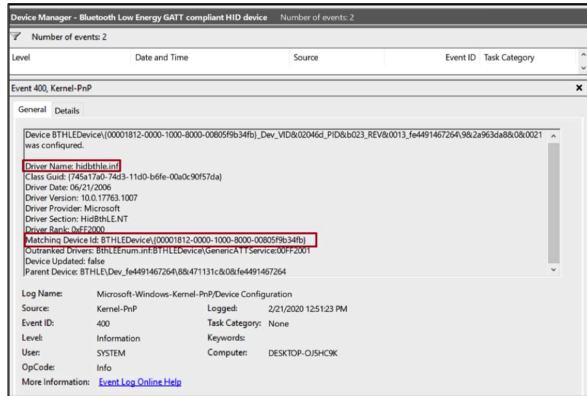 Device Manager - Bluetooth Low Energy GATT compliant HID device Number of events: 2
Number of events: 2
Level Date and Time Source Event ID Task Category
Event 400, Kernel-PnP
General Details
Device BTHLEDevice\{00001812-0000-1000-8000-00805f9b34fb}_Dev_VID&02046d_PID&b023_REV&0013_fe4491467264\9&2a963da8&0&0021
was configured.
Driver Name: hidbthle.inf
Class Guid: {745a17a0-74d3-11d0-b6fe-00a0c90f57da}
Driver Date: 06/21/2006
Driver Version: 10.0.17763.1007
Driver Provider: Microsoft
Driver Section: HidBthLE.NT
Driver Rank: 0xFF2000
Matching Device Id: BTHLEDevice\{00001812-0000-1000-8000-00805f9b34fb}
Outranked Drivers: BthLEEnum.inf:BTHLEDevice\GenericATTService:00FF2001
Device Updated: false
Parent Device: BTHLE\Dev_fe4491467264\8&471131c&0&fe4491467264
Log Name: Microsoft-Windows-Kernel-PnP/Device Configuration
Source: Kernel-PnP Logged: 2/21/2020 12:51:23 PM
Event ID: 400 Task Category: None
Level: Information Keywords:
User: SYSTEM Computer: DESKTOP-OJ5HC9K
OpCode: Info
More Information: Event Log Online Help